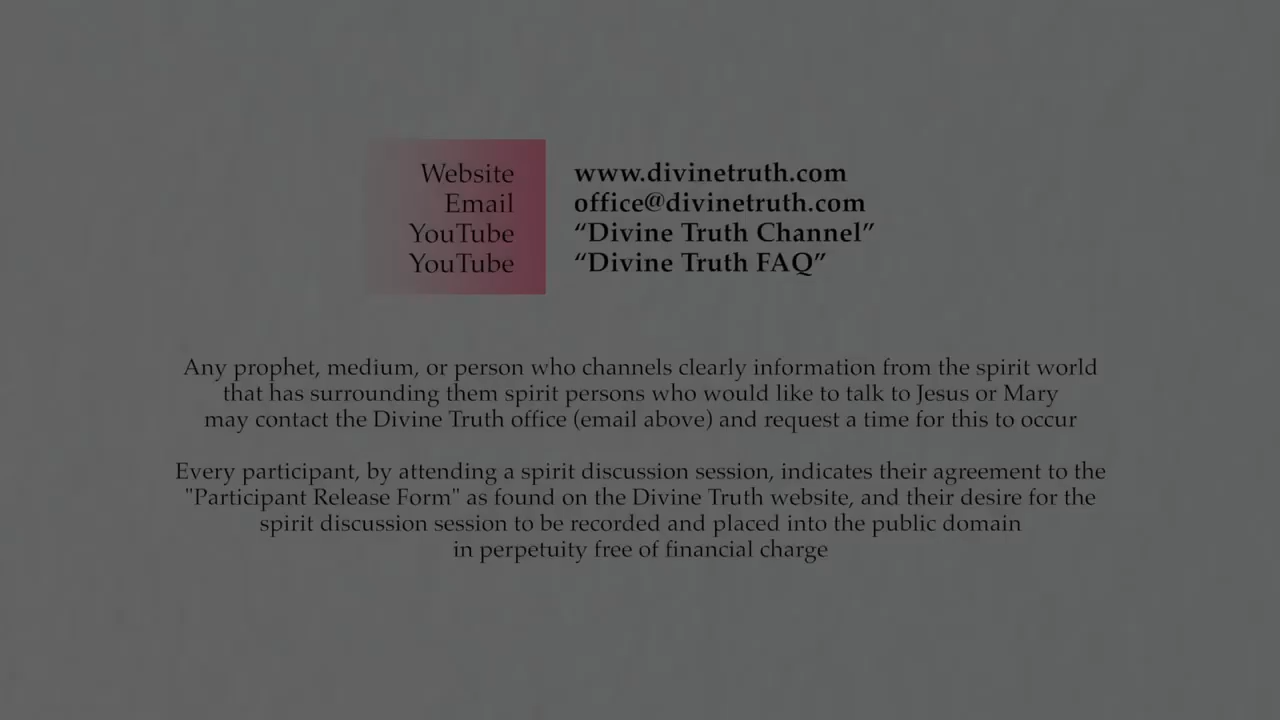 Website www.divinetruth.com
Email office@divinetruth.com
YouTube “Divine Truth Channel”
YouTube “Divine Truth FAQ”
Any prophet, medium, or person who channels clearly information from the spirit world
that has surrounding them spirit persons who would like to talk to Jesus or Mary
may contact the Divine Truth office (email above) and request a time for this to occur
Every participant, by attending a spirit discussion session, indicates their agreement to the
"Participant Release Form" as found on the Divine Truth website, and their desire for the
spirit discussion session to be recorded and placed into the public domain
in perpetuity free of financial charge